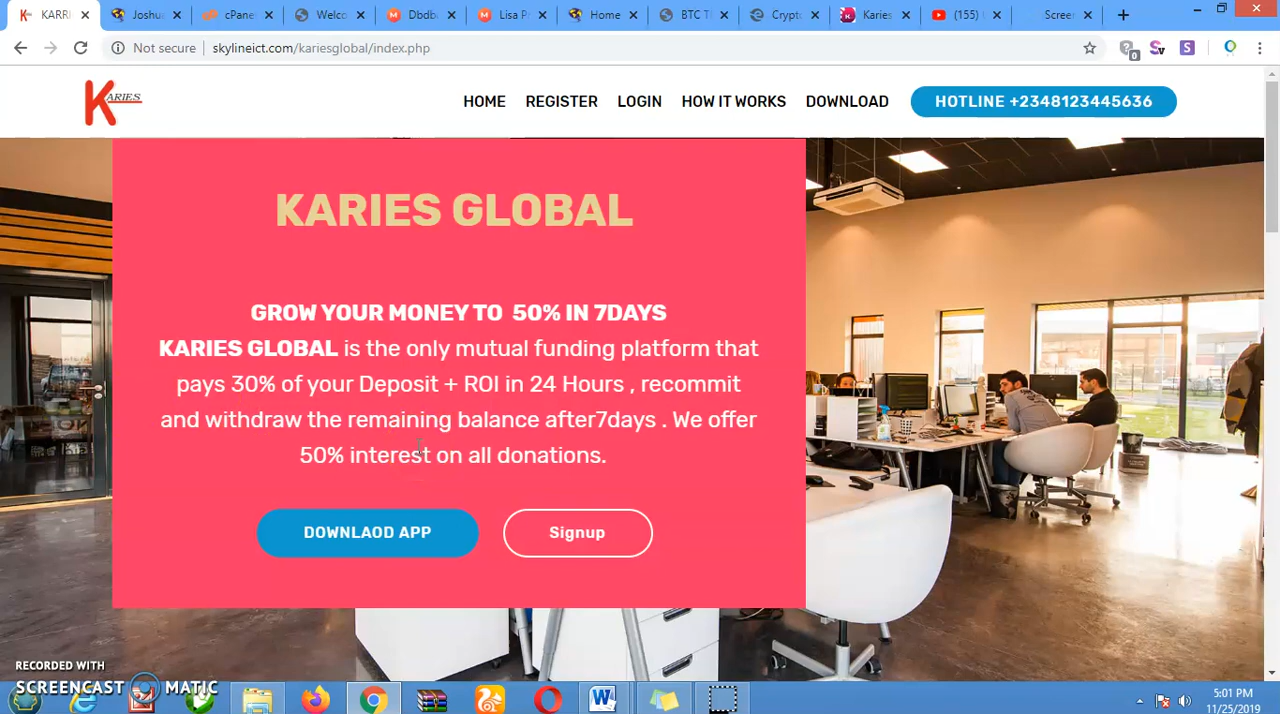 KARRI
Joshua
cPane
Welco
Dbdb
Lisa P
Home
BTC T
Crypto
Karies
(155)
Screer
Not secure
skylineict.com/kariesglobal/index.php
KARIES
HOME
REGISTER
LOGIN
HOW IT WORKS
DOWNLOAD
HOTLINE +2348123445636
KARIES GLOBAL
GROW YOUR MONEY TO 50% IN 7DAYS
KARIES GLOBAL is the only mutual funding platform that
pays 30% of your Deposit + ROI in 24 Hours , recommit
and withdraw the remaining balance after7days . We offer
50% interest on all donations.
DOWNLAOD APP
Signup
RECORDED WITH
SCREENCAST MATIC
5:01 PM
11/25/2019